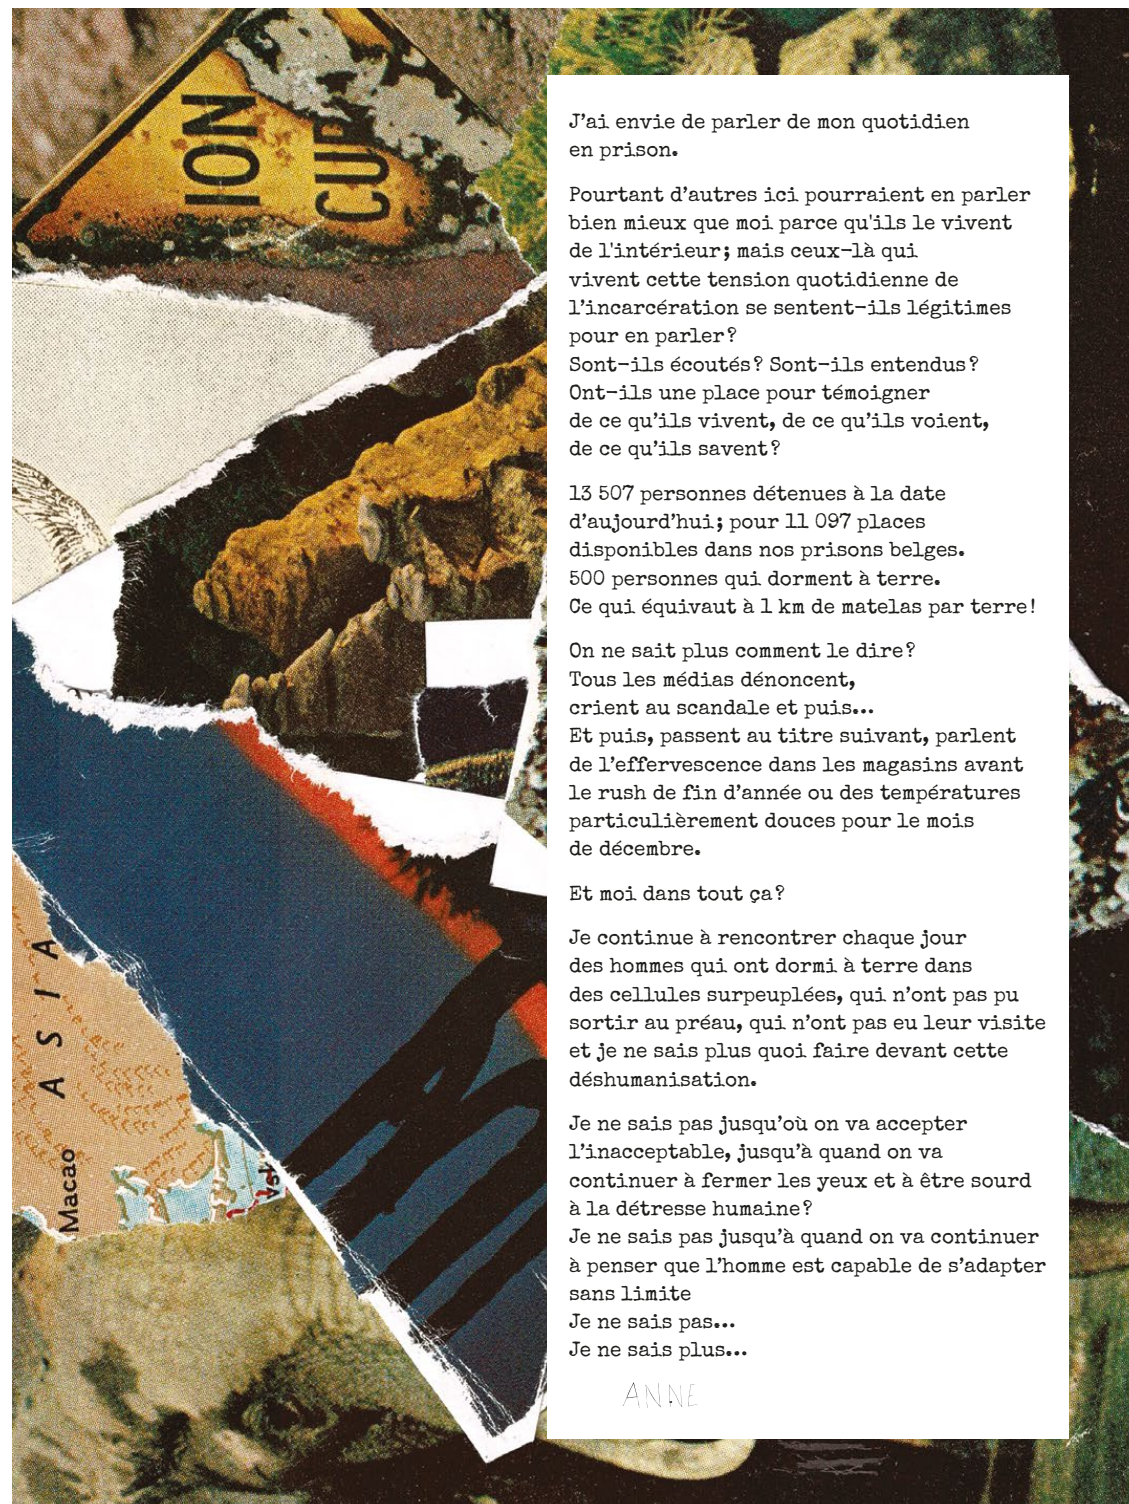 ION
CUP
J'ai envie de parler de mon quotidien
en prison.
Pourtant d'autres ici pourraient en parler
bien mieux que moi parce qu'ils le vivent
de l'intérieur; mais ceux-là qui
vivent cette tension quotidienne de
l'incarcération se sentent-ils légitimes
pour en parler?
Sont-ils écoutés? Sont-ils entendus?
Ont-ils une place pour témoigner
de ce qu'ils vivent, de ce qu'ils voient,
de ce qu'ils savent?
13 507 personnes détenues à la date
d'aujourd'hui; pour 11 097 places
disponibles dans nos prisons belges.
500 personnes qui dorment à terre.
Ce qui équivaut à 1 km de matelas par terre!
On ne sait plus comment le dire?
Tous les médias dénoncent,
crient au scandale et puis...
Et puis, passent au titre suivant, parlent
de l'effervescence dans les magasins avant
le rush de fin d'année ou des températures
particulièrement douces pour le mois
de décembre.
Et moi dans tout ça?
Je continue à rencontrer chaque jour
des hommes qui ont dormi à terre dans
des cellules surpeuplées, qui n'ont pas pu
sortir au préau, qui n'ont pas eu leur visite
et je ne sais plus quoi faire devant cette
déshumanisation.
Je ne sais pas jusqu'où on va accepter
l'inacceptable, jusqu'à quand on va
continuer à fermer les yeux et à être sourd
à la détresse humaine?
Je ne sais pas jusqu'à quand on va continuer
à penser que l'homme est capable de s'adapter
sans limite
Je ne sais pas...
Je ne sais plus...
ANNE
ASIA
Macao